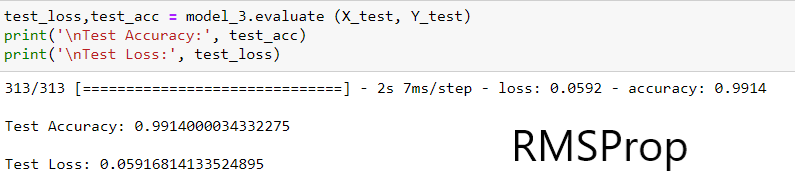 test_loss,test_acc = model_3.evaluate (X_test, Y_test)
print('\nTest Accuracy:', test_acc)
print('\nTest Loss:', test_loss)
313/313 [==============================] - 2s 7ms/step - loss: 0.0592 - accuracy: 0.9914
Test Accuracy: 0.9914000034332275
RMSProp
Test Loss: 0.05916814133524895